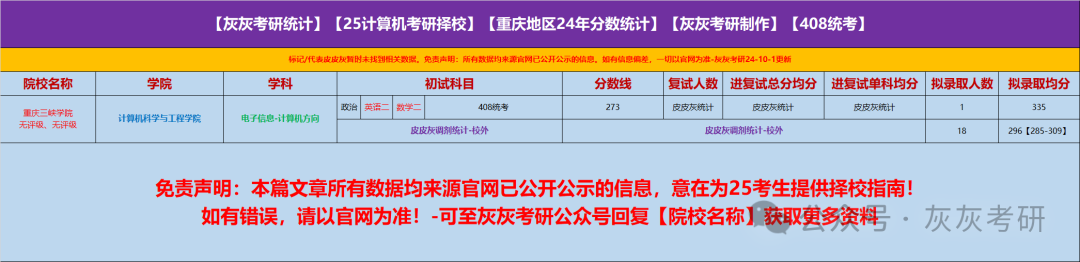 【灰灰考研统计】【25计算机考研择校】【重庆地区24年分数统计】【灰灰考研制作】【408统考】
标记/代表皮皮灰暂时未找到相关数据，免责声明：所有数据均来源官网已公开公示的信息，如有信息偏差，一切以官网为准-灰灰考研24-10-1更新
院校名称 学院 学科 初试科目 分数线 复试人数 进复试总分均分 进复试单科均分 拟录取人数 拟录取均分
重庆三峡学院 无评级、无评级 计算机科学与工程学院 电子信息-计算机方向 政治 英语二 数学二 408统考 273 皮皮灰统计 皮皮灰统计 皮皮灰统计 1 335
皮皮灰调剂统计-校外 皮皮灰调剂统计-校外 18 296【285-309】
免责声明：本篇文章所有数据均来源官网已公开公示的信息，意在为25考生提供择校指南！
如有错误，请以官网为准！-可至灰灰考研公众号回复【院校名称】获取更多资料
公众号 · 灰灰考研